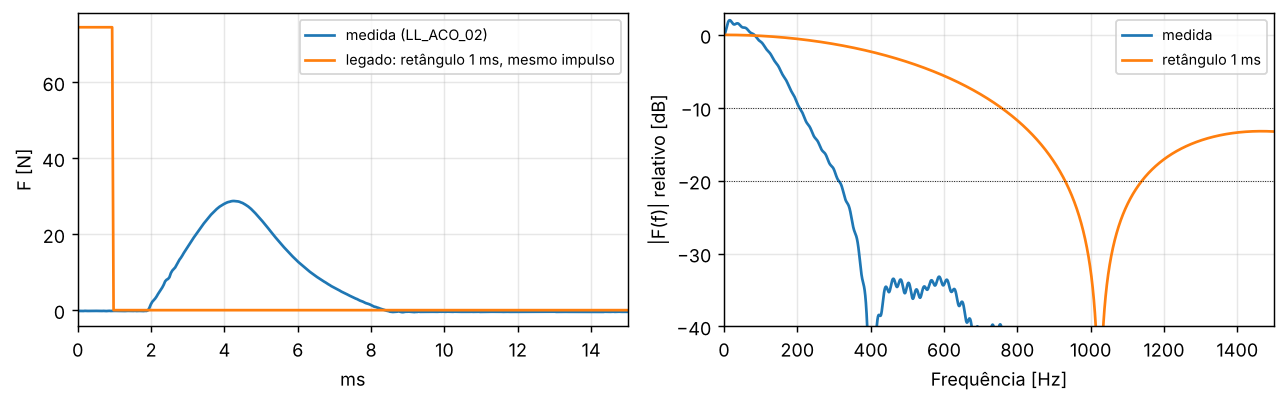 medida (LL_ACO_02)
legado: retângulo 1 ms, mesmo impulso
F [N]
60
40
20
0
0 2 4 6 8 10 12 14
ms
medida
retângulo 1 ms
|F(f)| relativo [dB]
0
−10
−20
−30
−40
0 200 400 600 800 1000 1200 1400
Frequência [Hz]